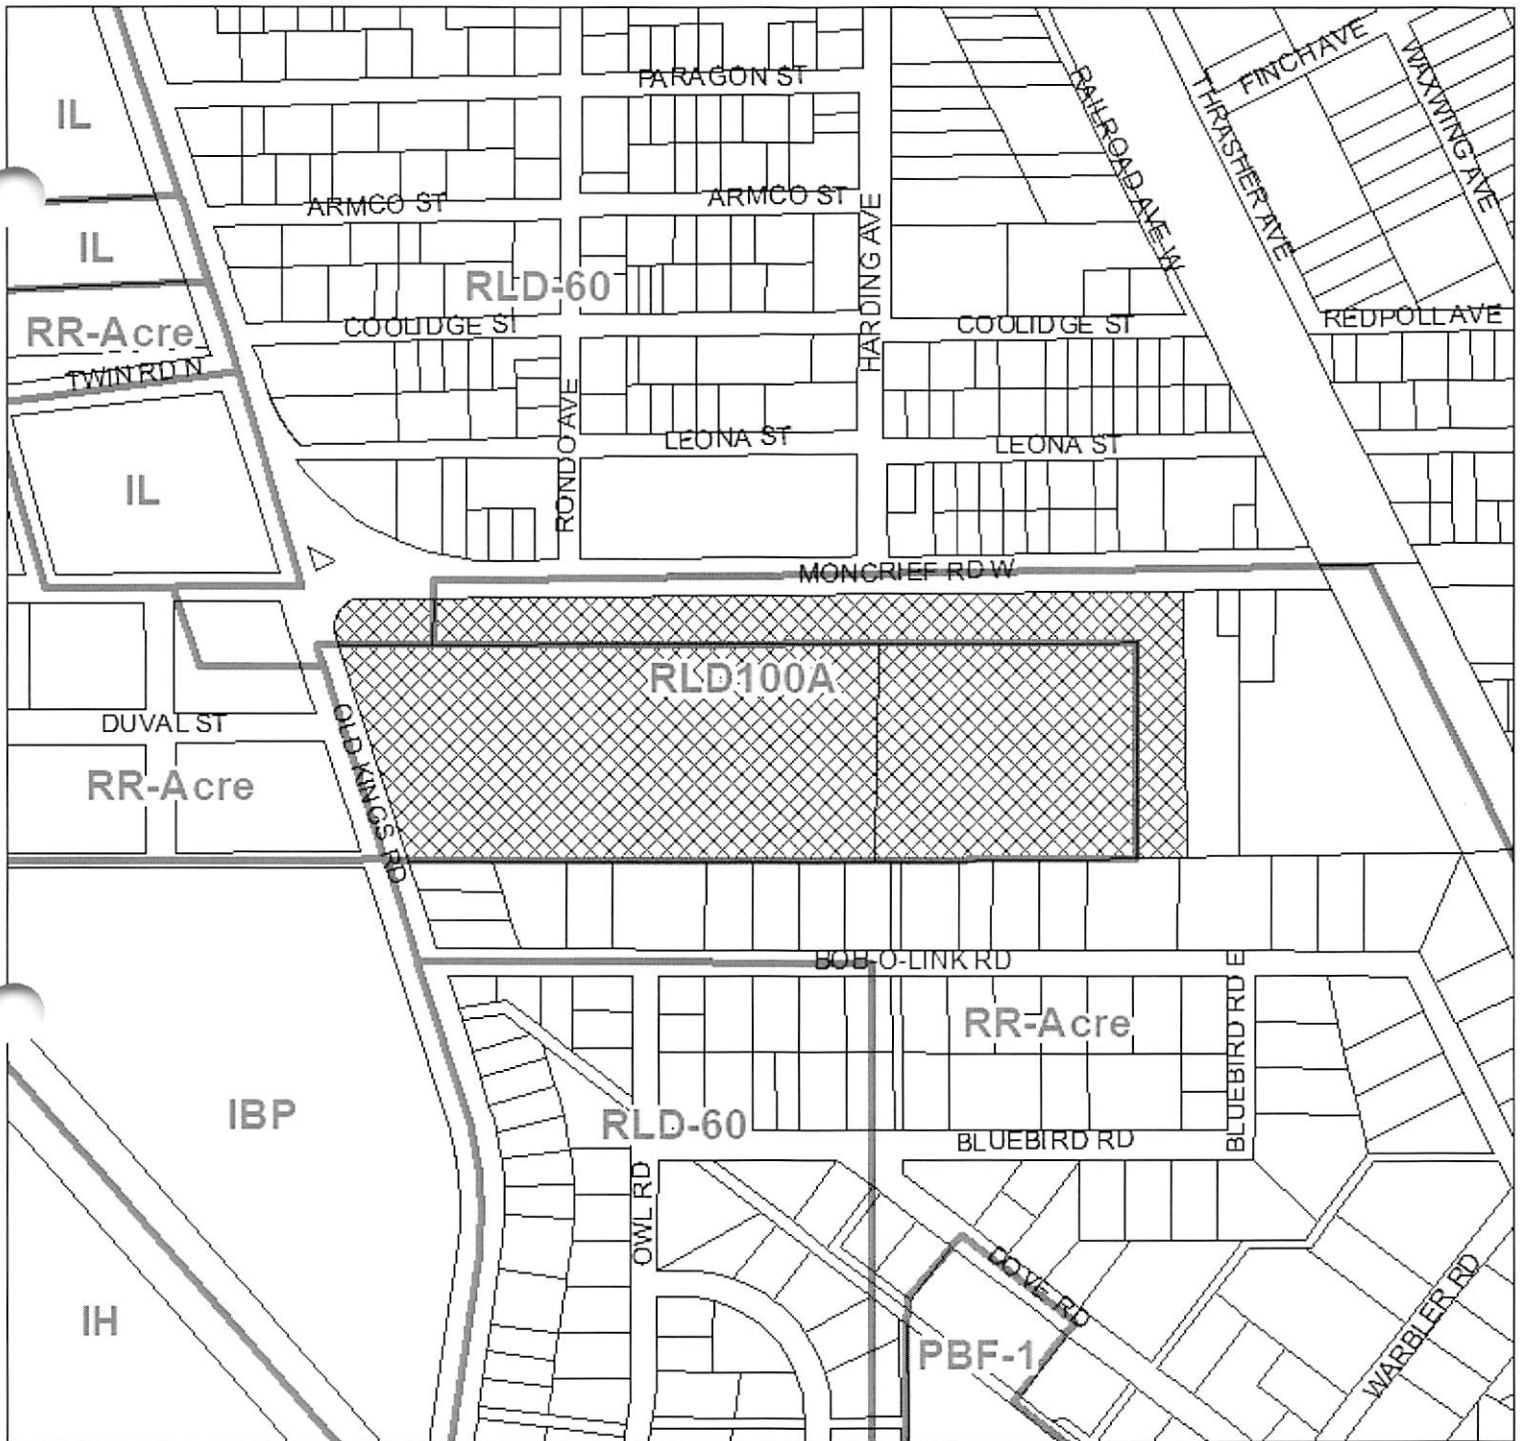 PARAGON ST
FINCH AVE
WAXWING AVE
IL
RAILROAD AVE W
THRASHER AVE
ARMCO ST
ARMCO ST
HARDING AVE
IL
RLD-60
RR-Acre
COOLIDGE ST
COOLIDGE ST
REDPOLL AVE
TWIN RD N
RONDO AVE
LEONA ST
LEONA ST
IL
MONCRIEF RD W
RLD100A
DUVAL ST
OLD KINGS RD
RR-Acre
BOB-O-LINK RD
RR-Acre
BLUEBIRD RD E
IBP
RLD-60
BLUEBIRD RD
OWL RD
DOVE RD
WARBLER RD
IH
PBF-1